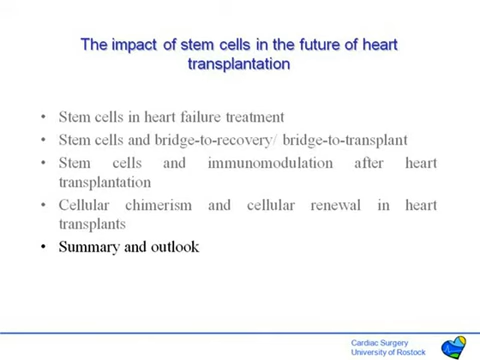 The impact of stem cells in the future of heart
transplantation
• Stem cells in heart failure treatment
• Stem cells and bridge-to-recovery/ bridge-to-transplant
• Stem cells and immunomodulation after heart
transplantation
• Cellular chimerism and cellular renewal in heart
transplants
• Summary and outlook
Cardiac Surgery
University of Rostock